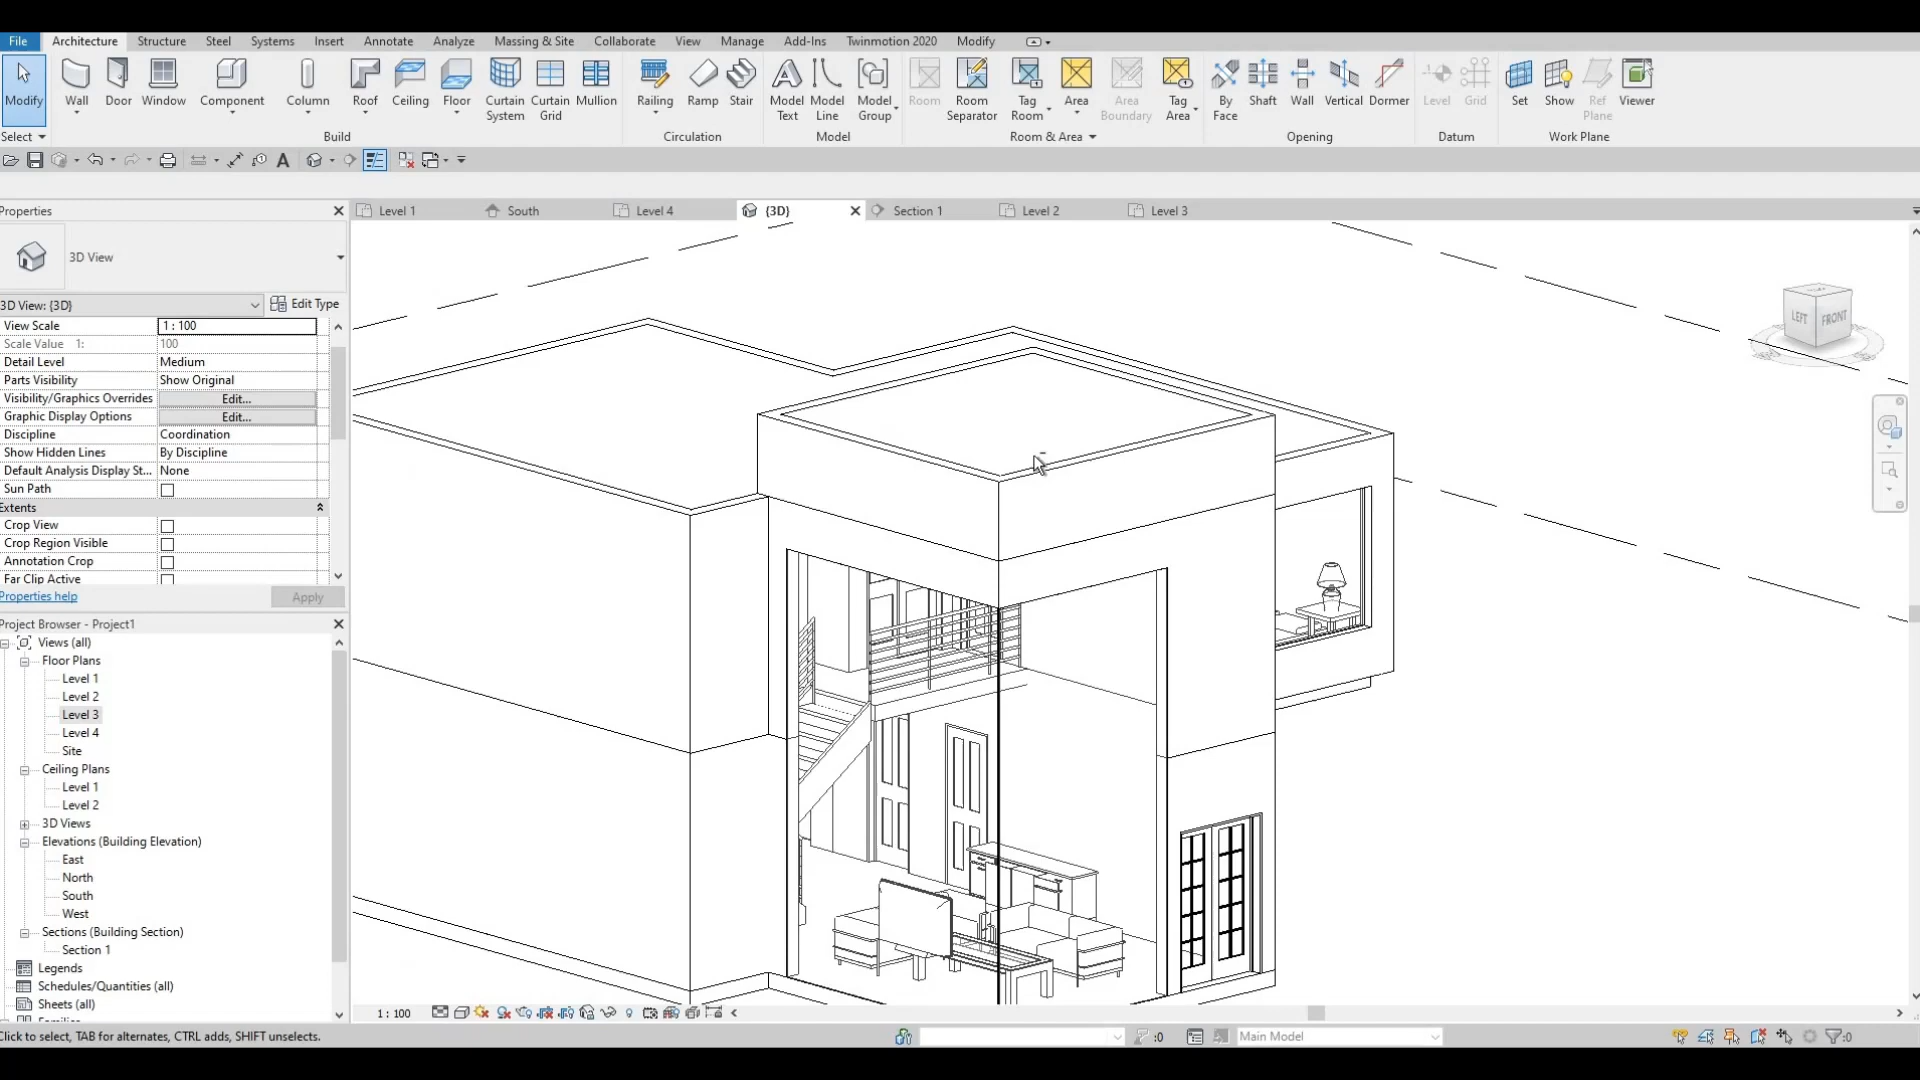 File Architecture Structure Steel Systems Insert Annotate Analyze Massing & Site Collaborate View Manage Add-Ins Twinmotion 2020 Modify
Modify Wall Door Window Component Column Roof Ceiling Floor Curtain System Curtain Grid Mullion Railing Ramp Stair Model Text Model Line Model Group Room Room Separator Tag Room Area Area Boundary Tag Area By Face Shaft Wall Vertical Dormer Level Grid Set Show Ref Plane Viewer
Select Build Circulation Model Room & Area Opening Datum Work Plane
Properties
Level 1 South Level 4 {3D} Section 1 Level 2 Level 3
3D View
3D View: {3D} Edit Type
View Scale 1 : 100
Scale Value 1: 100
Detail Level Medium
Parts Visibility Show Original
Visibility/Graphics Overrides Edit...
Graphic Display Options Edit...
Discipline Coordination
Show Hidden Lines By Discipline
Default Analysis Display St... None
Sun Path
Extents
Crop View
Crop Region Visible
Annotation Crop
Far Clip Active
Properties help Apply
Project Browser - Project1
Views (all)
Floor Plans
Level 1
Level 2
Level 3
Level 4
Site
Ceiling Plans
Level 1
Level 2
3D Views
Elevations (Building Elevation)
East
North
South
West
Sections (Building Section)
Section 1
Legends
Schedules/Quantities (all)
Sheets (all)
LEFT FRONT
1 : 100
Click to select, TAB for alternates, CTRL adds, SHIFT unselects.
:0 Main Model :0